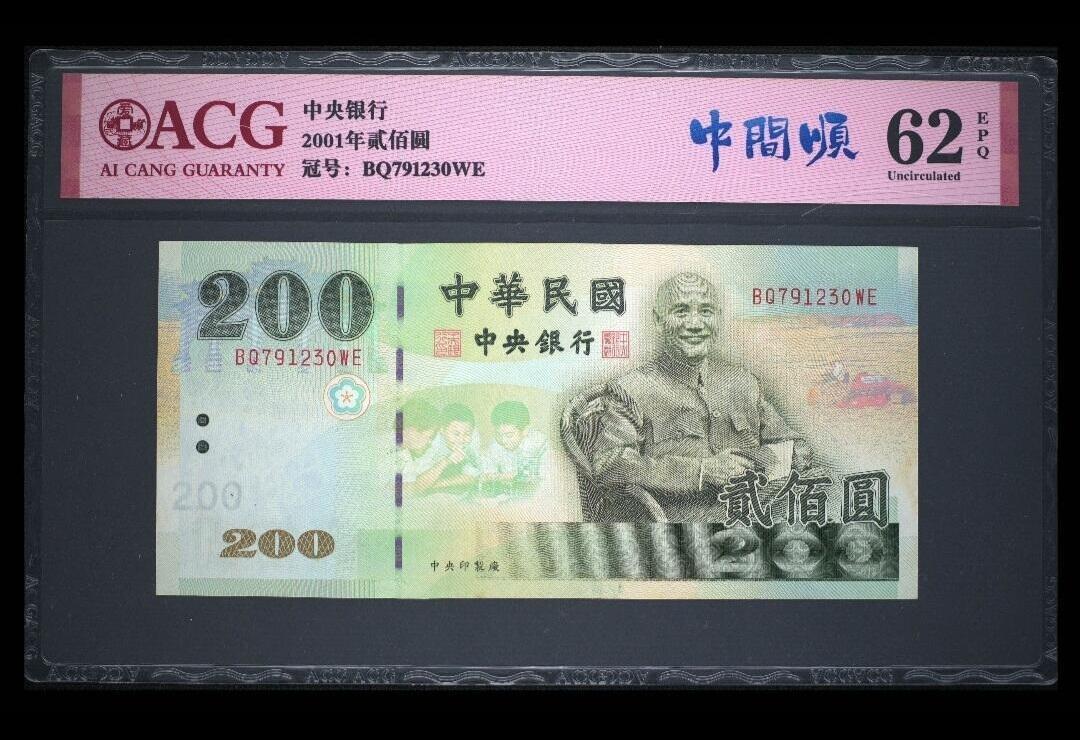 ACG
AI CANG GUARANTY
中央银行
2001年贰佰圆
冠号：BQ791230WE
中間順
62
EPQ
Uncirculated
200
中華民國
BQ791230WE
中央銀行
BQ791230WE
200
貳佰圓
200
200
中央印製廠